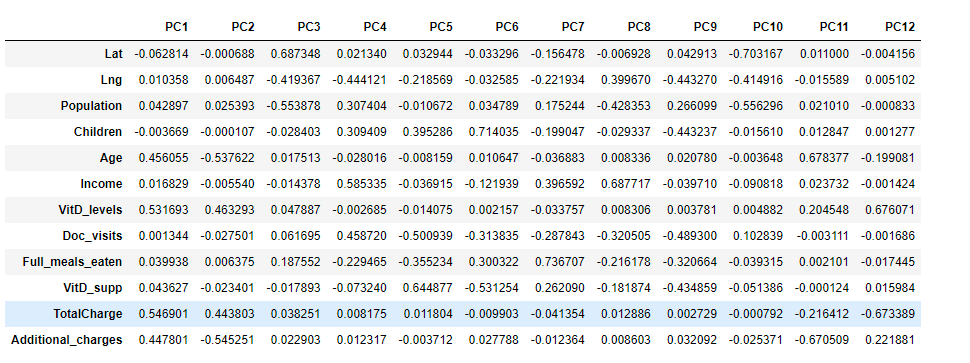 PC1 PC2 PC3 PC4 PC5 PC6 PC7 PC8 PC9 PC10 PC11 PC12
Lat -0.062814 -0.000688 0.687348 0.021340 0.032944 -0.033296 -0.156478 -0.006928 0.042913 -0.703167 0.011000 -0.004156
Lng 0.010358 0.006487 -0.419367 -0.444121 -0.218569 -0.032585 -0.221934 0.399670 -0.443270 -0.414916 -0.015589 0.005102
Population 0.042897 0.025393 -0.553878 0.307404 -0.010672 0.034789 0.175244 -0.428353 0.266099 -0.556296 0.021010 -0.000833
Children -0.003669 -0.000107 -0.028403 0.309409 0.395286 0.714035 -0.199047 -0.029337 -0.443237 -0.015610 0.012847 0.001277
Age 0.456055 -0.537622 0.017513 -0.028016 -0.008159 0.010647 -0.036883 0.008336 0.020780 -0.003648 0.678377 -0.199081
Income 0.016829 -0.005540 -0.014378 0.585335 -0.036915 -0.121939 0.396592 0.687717 -0.039710 -0.090818 0.023732 -0.001424
VitD_levels 0.531693 0.463293 0.047887 -0.002685 -0.014075 0.002157 -0.033757 0.008306 0.003781 0.004882 0.204548 0.676071
Doc_visits 0.001344 -0.027501 0.061695 0.458720 -0.500939 -0.313835 -0.287843 -0.320505 -0.489300 0.102839 -0.003111 -0.001686
Full_meals_eaten 0.039938 0.006375 0.187552 -0.229465 -0.355234 0.300322 0.736707 -0.216178 -0.320664 -0.039315 0.002101 -0.017445
VitD_supp 0.043627 -0.023401 -0.017893 -0.073240 0.644877 -0.531254 0.262090 -0.181874 -0.434859 -0.051386 -0.000124 0.015984
TotalCharge 0.546901 0.443803 0.038251 0.008175 0.011804 -0.009903 -0.041354 0.012886 0.002729 -0.000792 -0.216412 -0.673389
Additional_charges 0.447801 -0.545251 0.022903 0.012317 -0.003712 0.027788 -0.012364 0.008603 0.032092 -0.025371 -0.670509 0.221881